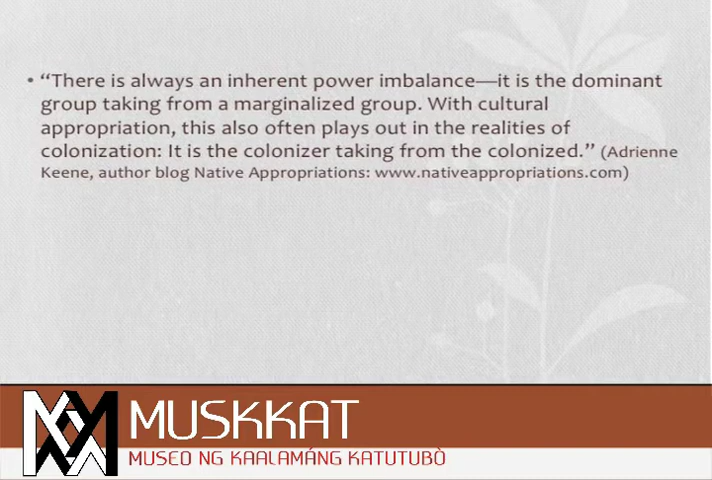 • “There is always an inherent power imbalance—it is the dominant
group taking from a marginalized group. With cultural
appropriation, this also often plays out in the realities of
colonization: It is the colonizer taking from the colonized.” (Adrienne
Keene, author blog Native Appropriations: www.nativeappropriations.com)
MUSKKAT
MUSEO NG KAALAMÁNG KATUTUBÒ